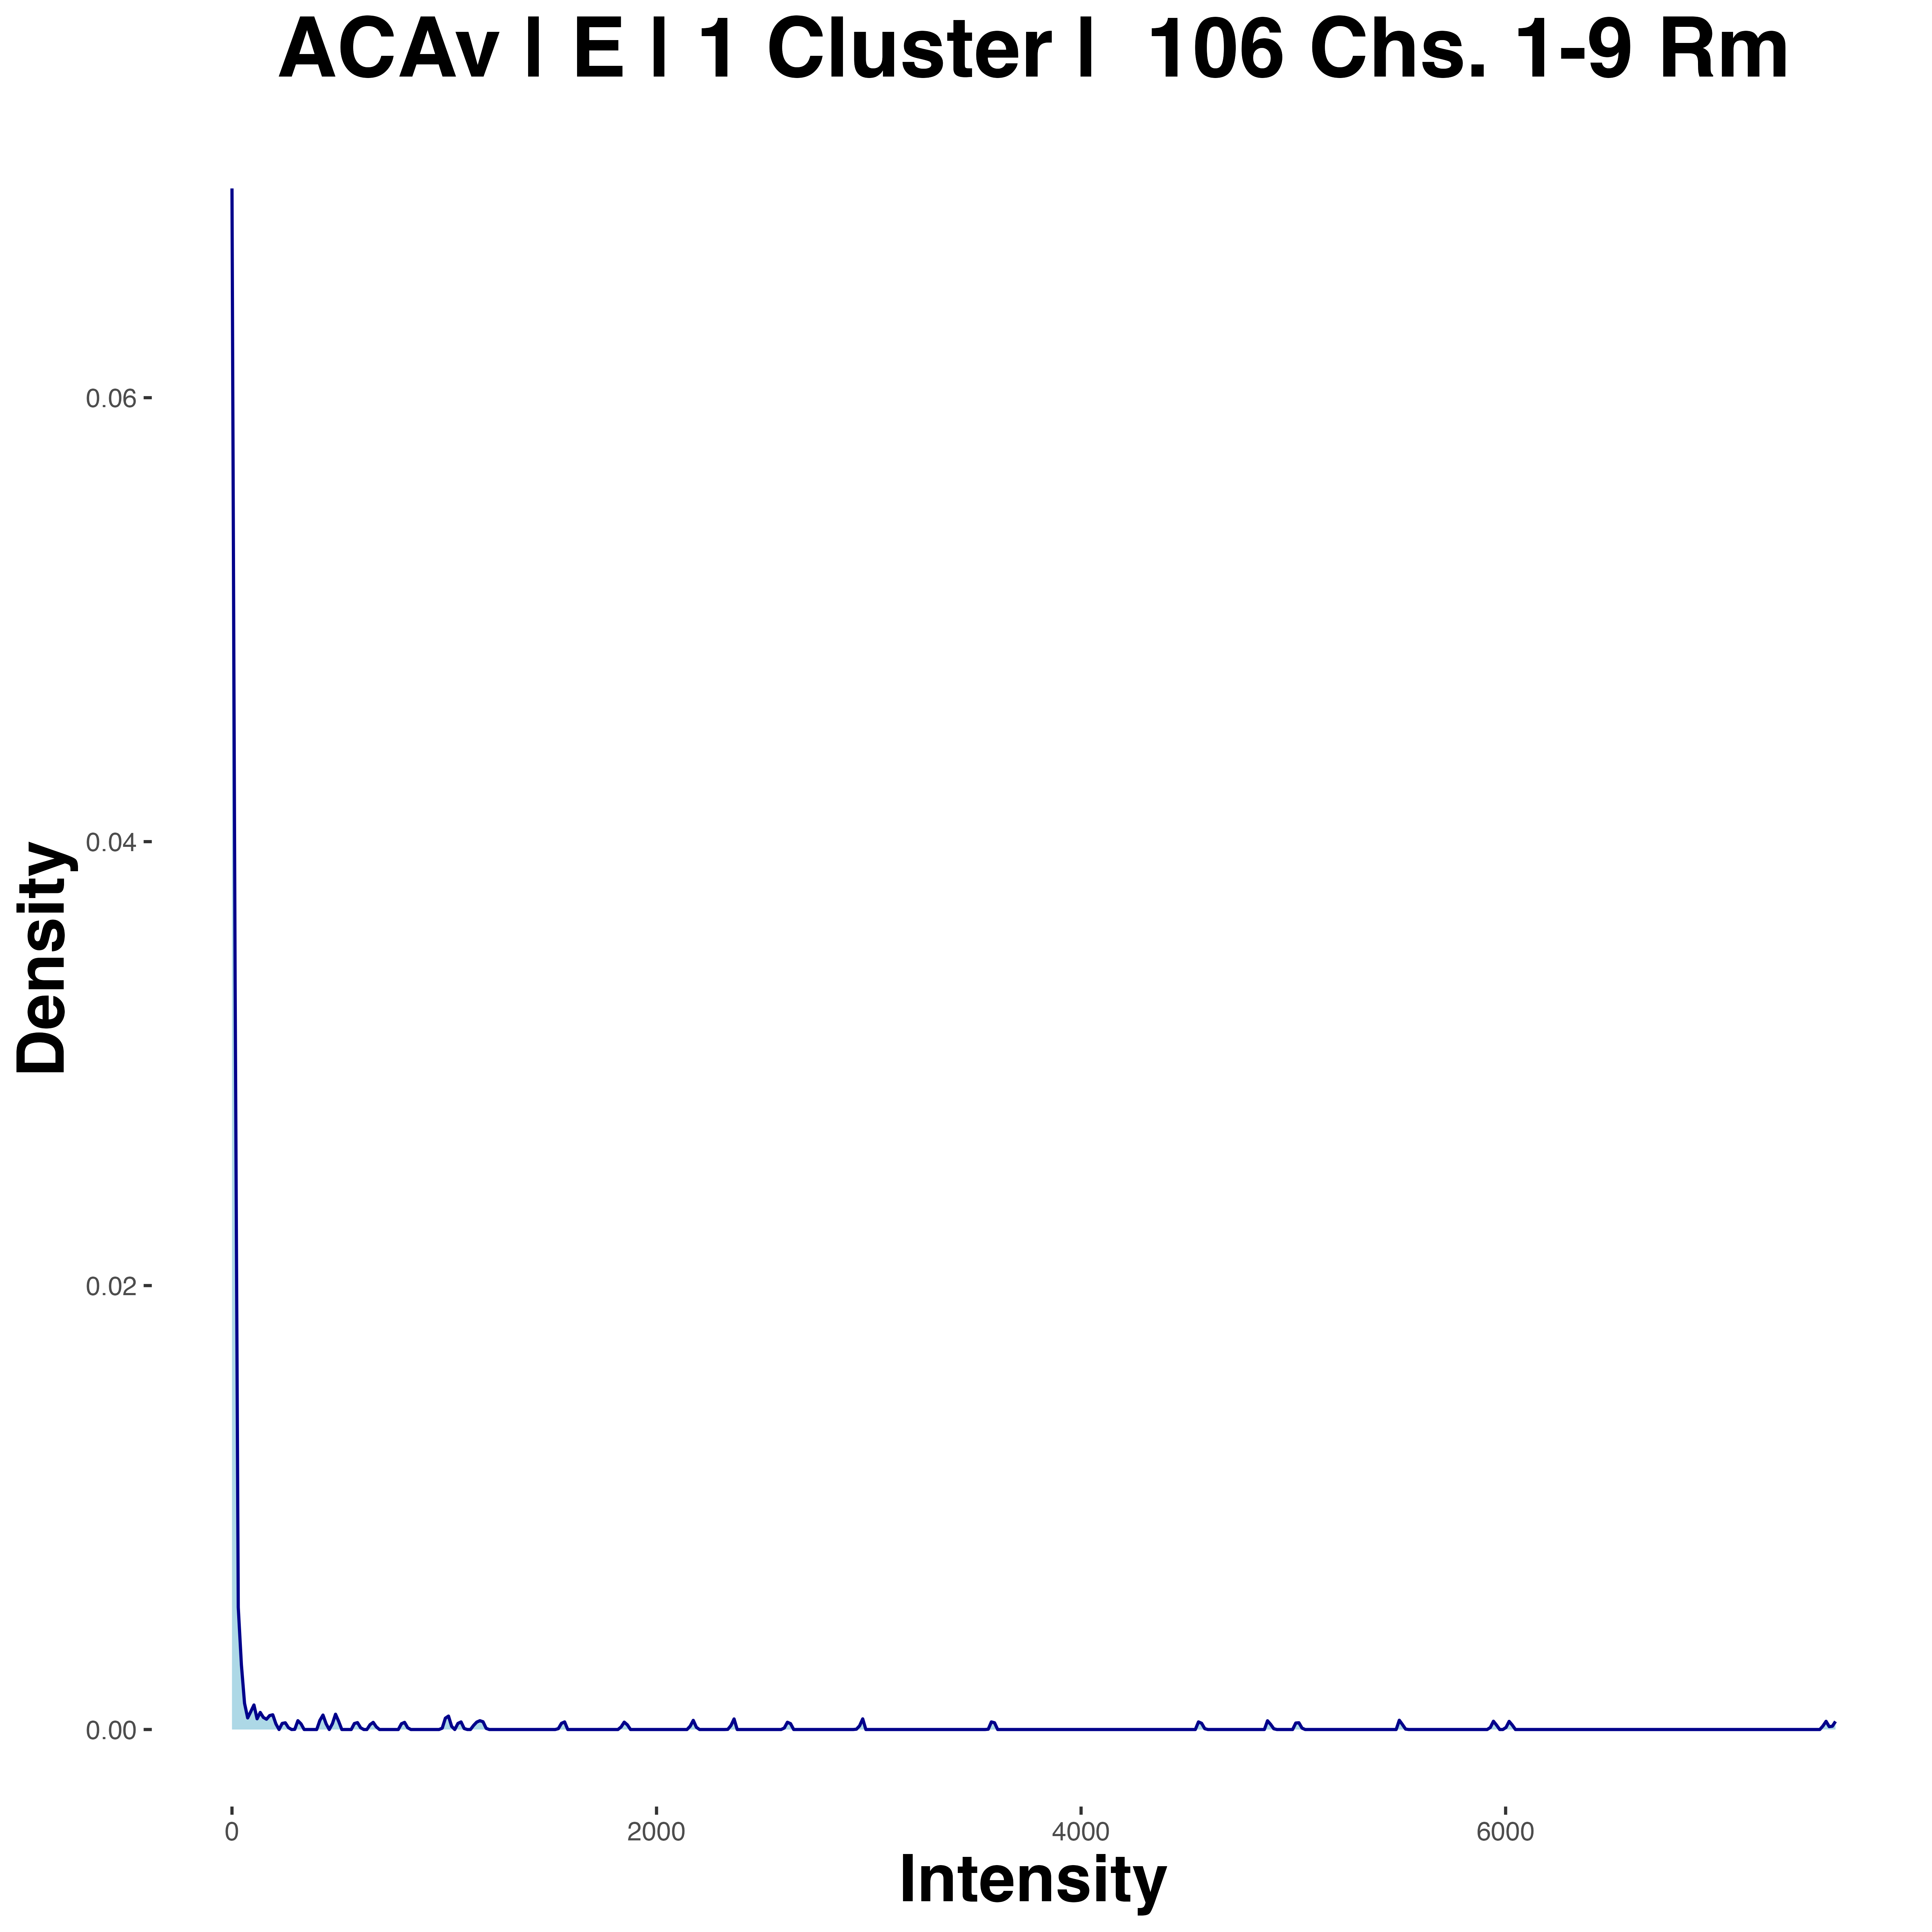 ACAv | E | 1 Cluster |  106 Chs. 1-9 Rm
0.06
0.04
0.02
0.00
Density
0 2000 4000 6000
Intensity